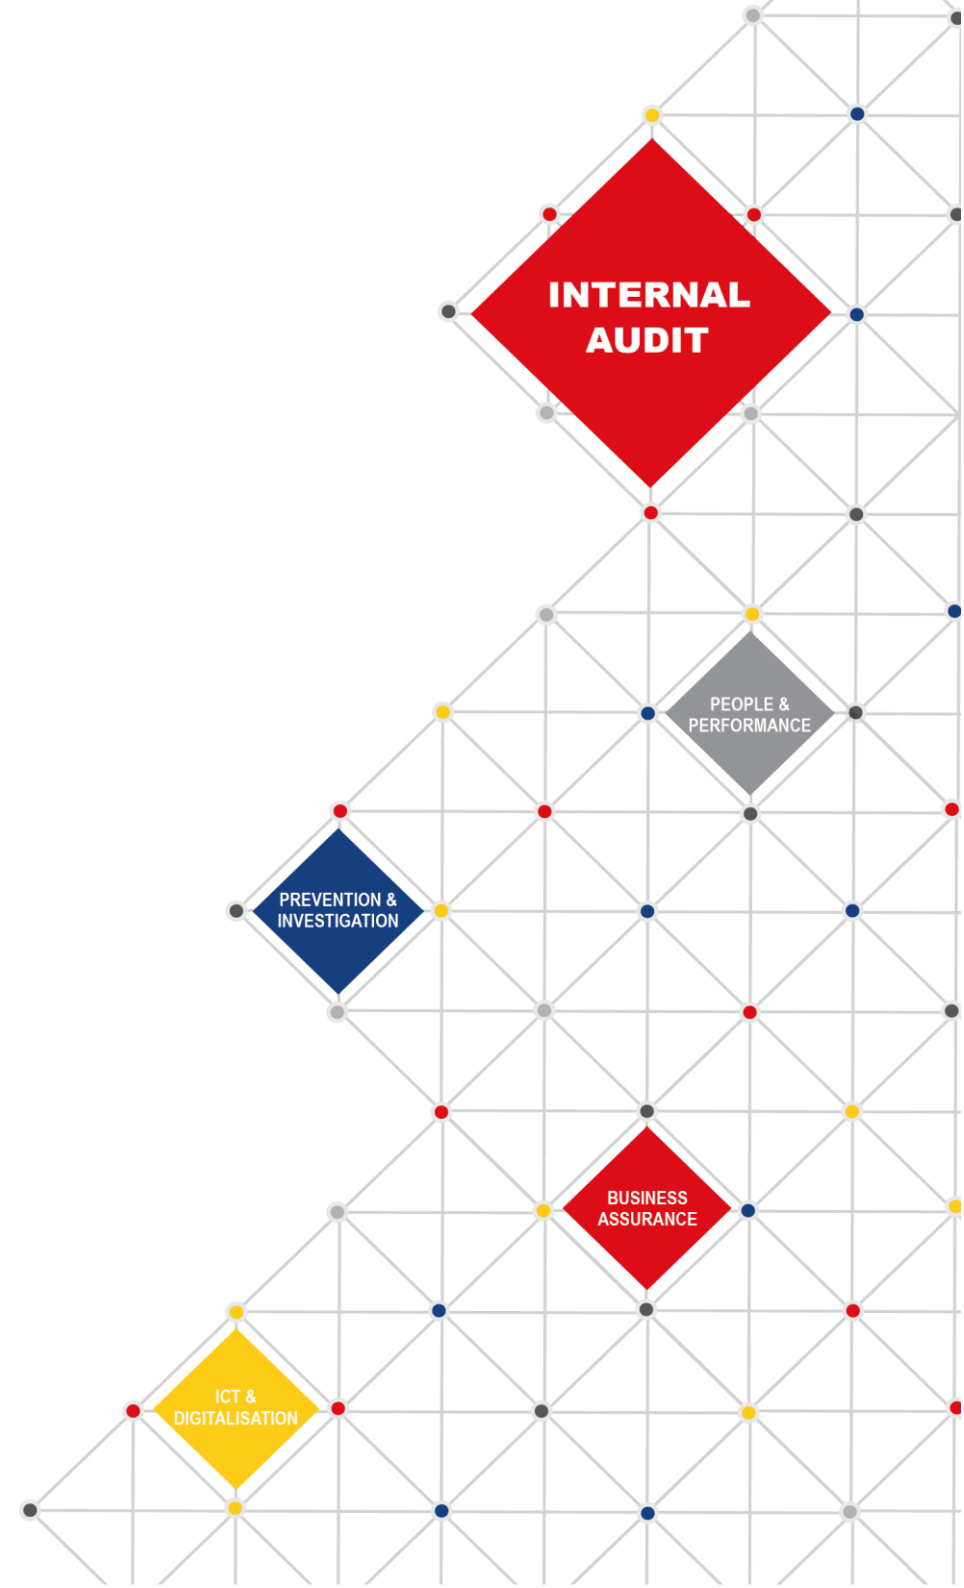 INTERNAL
AUDIT
PEOPLE &
PERFORMANCE
PREVENTION &
INVESTIGATION
BUSINESS
ASSURANCE
ICT &
DIGITALISATION